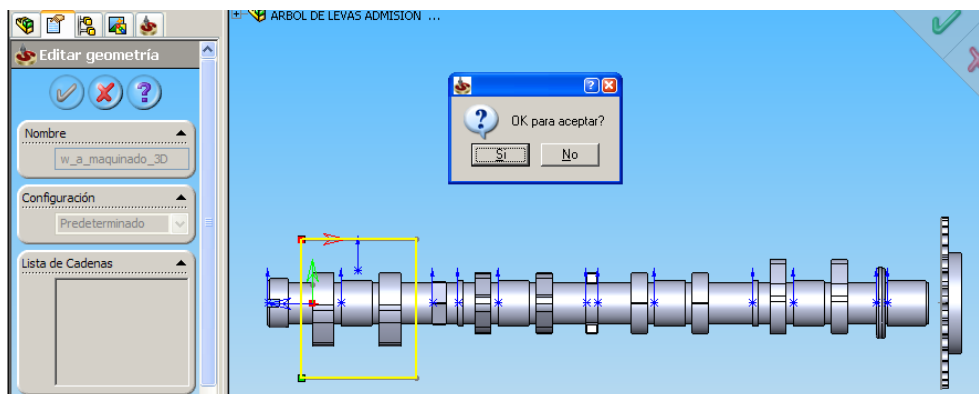 ARBOL DE LEVAS ADMISION ...
Editar geometría
Nombre
w_a_maquinado_3D
Configuración
Predeterminado
Lista de Cadenas
OK para aceptar?
Sí
No